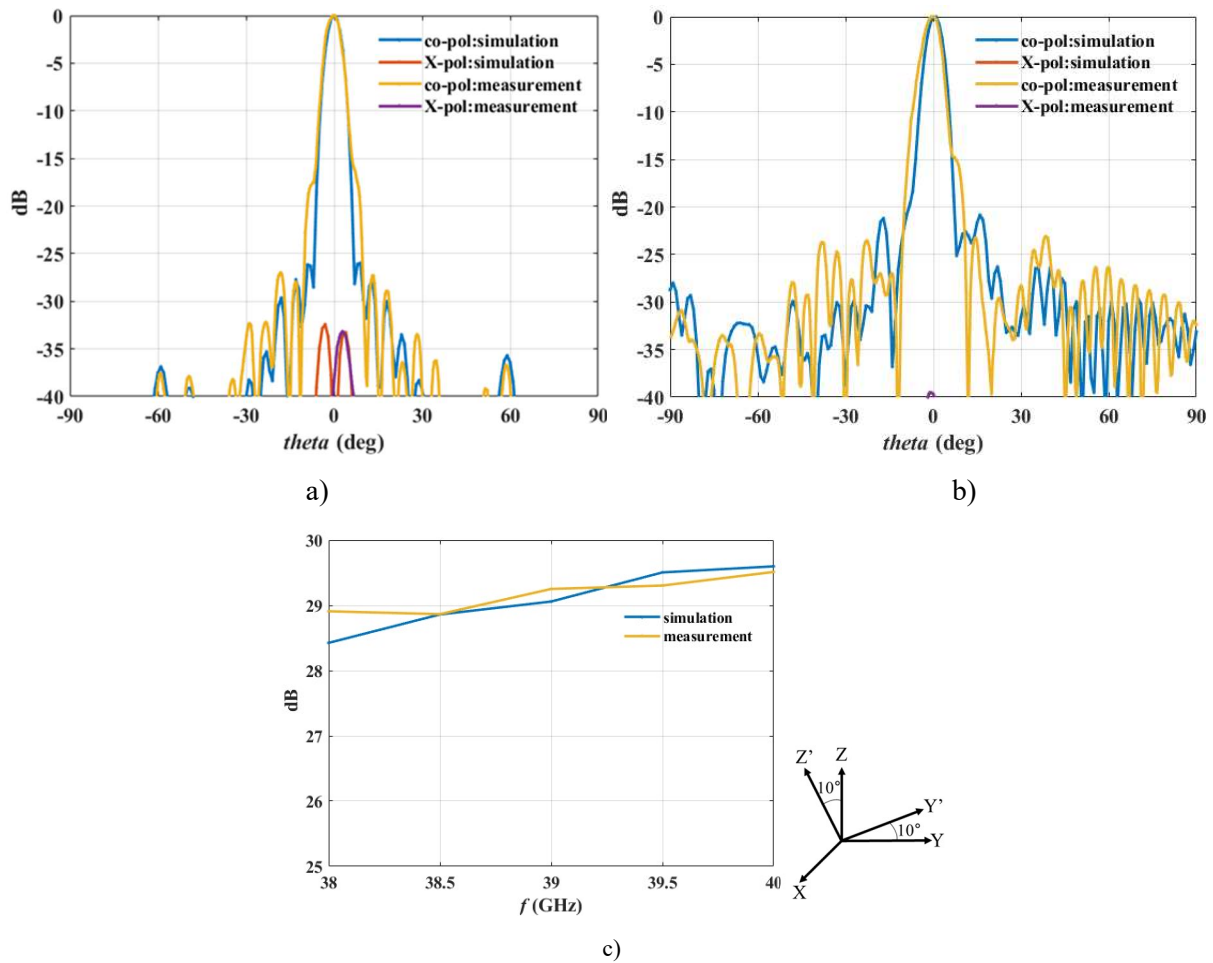 0
-5
-10
-15
-20
-25
-30
-35
-40
dB
-90 -60 -30 0 30 60 90
theta (deg)
co-pol:simulation
X-pol:simulation
co-pol:measurement
X-pol:measurement
a)
0
-5
-10
-15
-20
-25
-30
-35
-40
dB
-90 -60 -30 0 30 60 90
theta (deg)
co-pol:simulation
X-pol:simulation
co-pol:measurement
X-pol:measurement
b)
30
29
28
27
26
25
dB
38 38.5 39 39.5 40
f (GHz)
simulation
measurement
Z’ Z
10°
Y’
10°
Y
X
c)